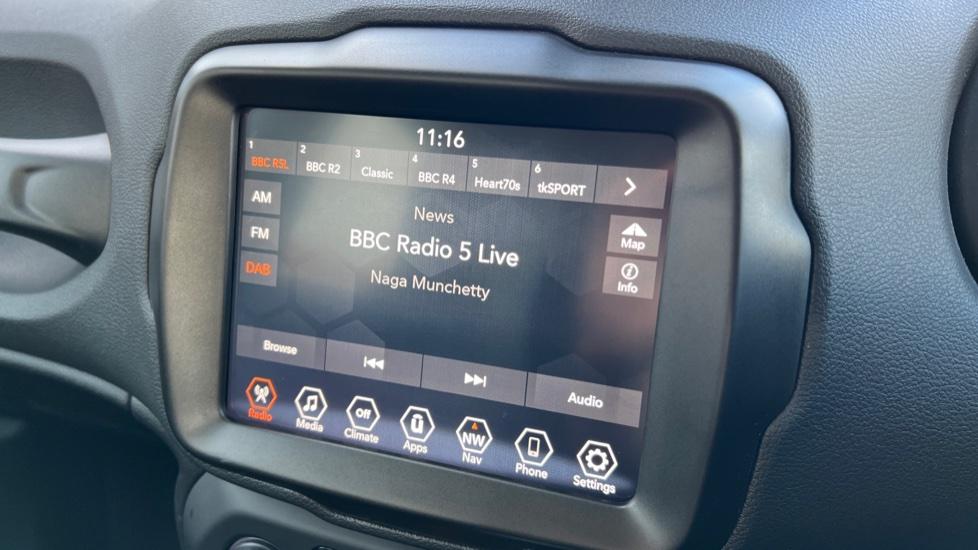 11:16
1 BBC R5L 2 BBC R2 3 Classic 4 BBC R4 5 Heart70s 6 tkSPORT
AM
FM
DAB
News
BBC Radio 5 Live
Naga Munchetty
Map
Info
Browse Audio
Radio Media Off Climate Apps NW Nav Phone Settings